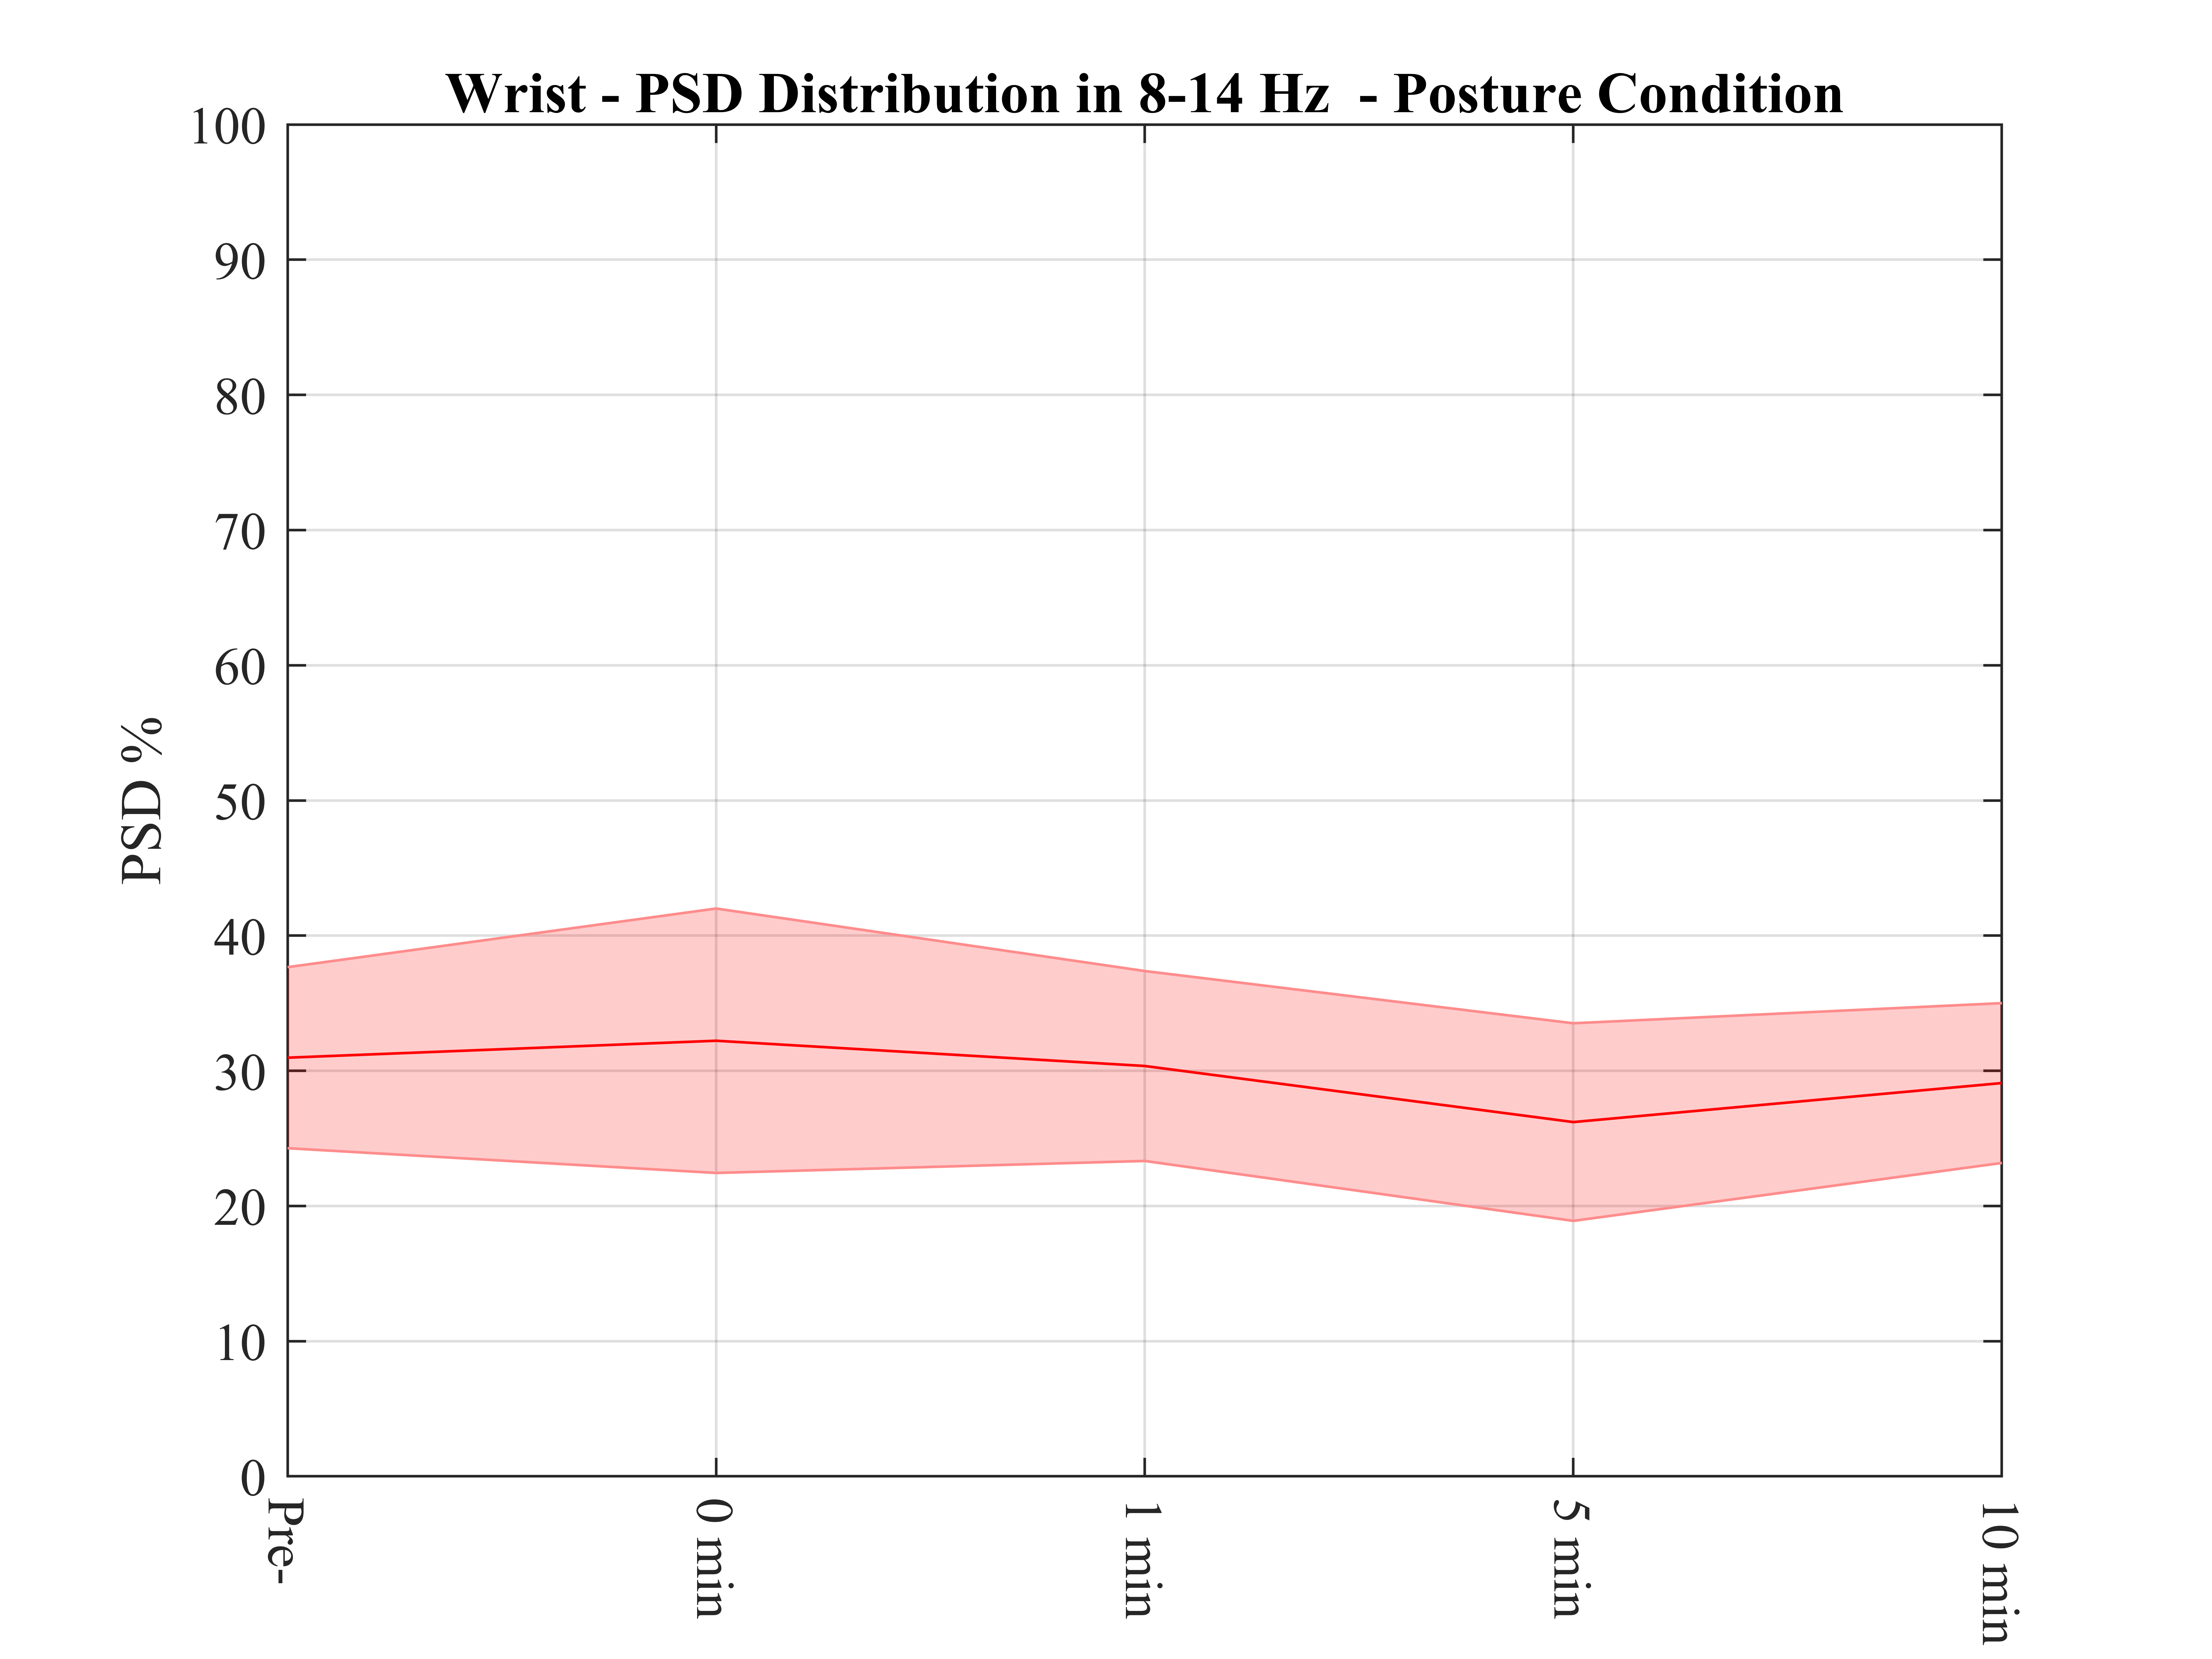 Wrist - PSD Distribution in 8-14 Hz  - Posture Condition
100
90
80
70
60
50
40
30
20
10
0
PSD %
Pre-
0 min
1 min
5 min
10 min